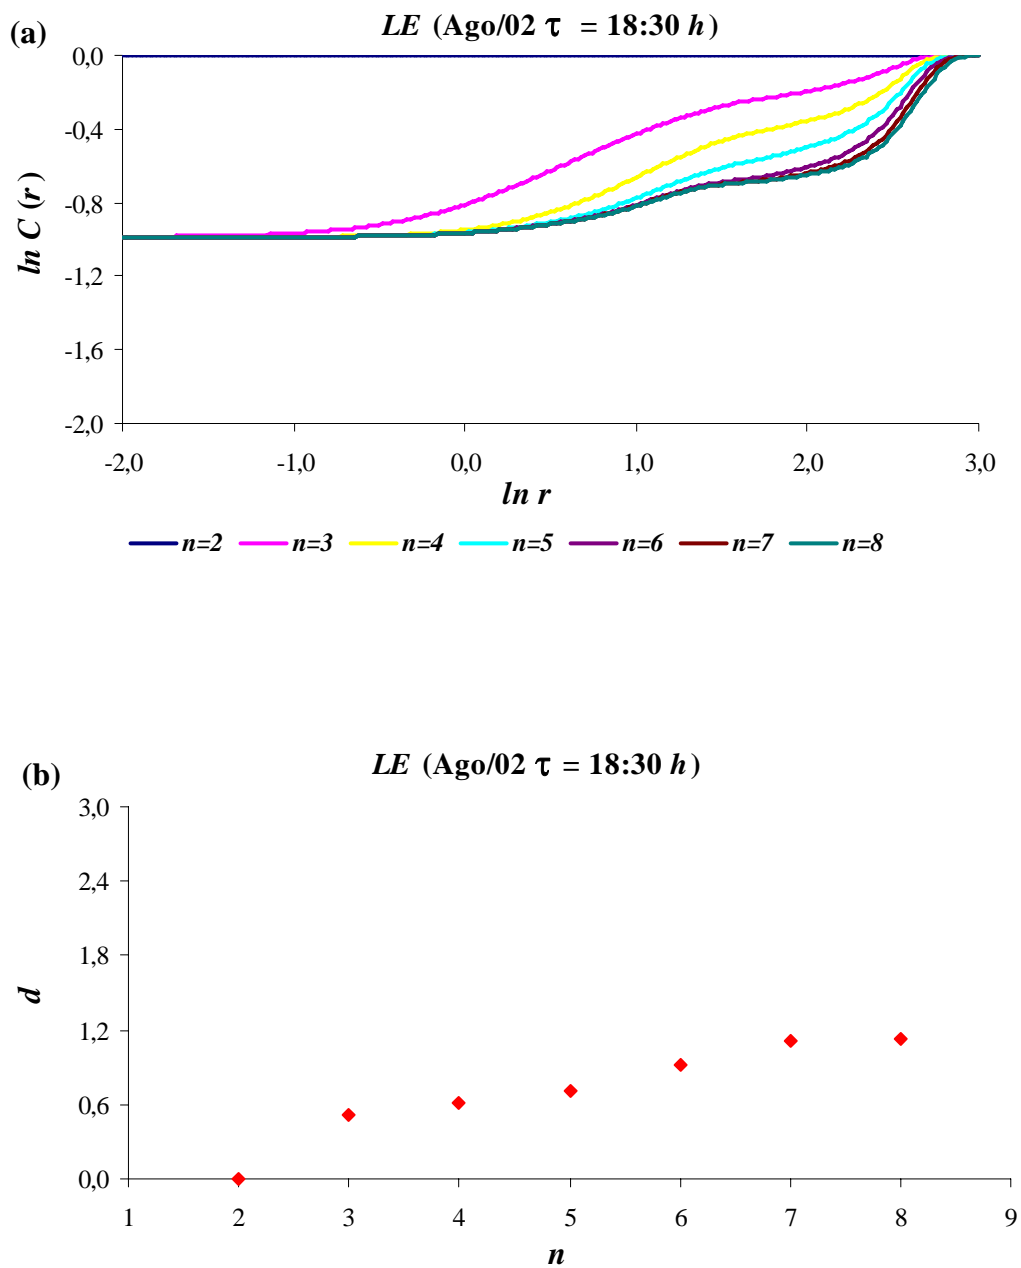 (a)
LE (Ago/02 τ = 18:30 h)
0,0
-0,4
-0,8
-1,2
-1,6
-2,0
ln C (r)
-2,0 -1,0 0,0 1,0 2,0 3,0
ln r
n=2 n=3 n=4 n=5 n=6 n=7 n=8
(b)
LE (Ago/02 τ = 18:30 h)
3,0
2,4
1,8
1,2
0,6
0,0
d
1 2 3 4 5 6 7 8 9
n